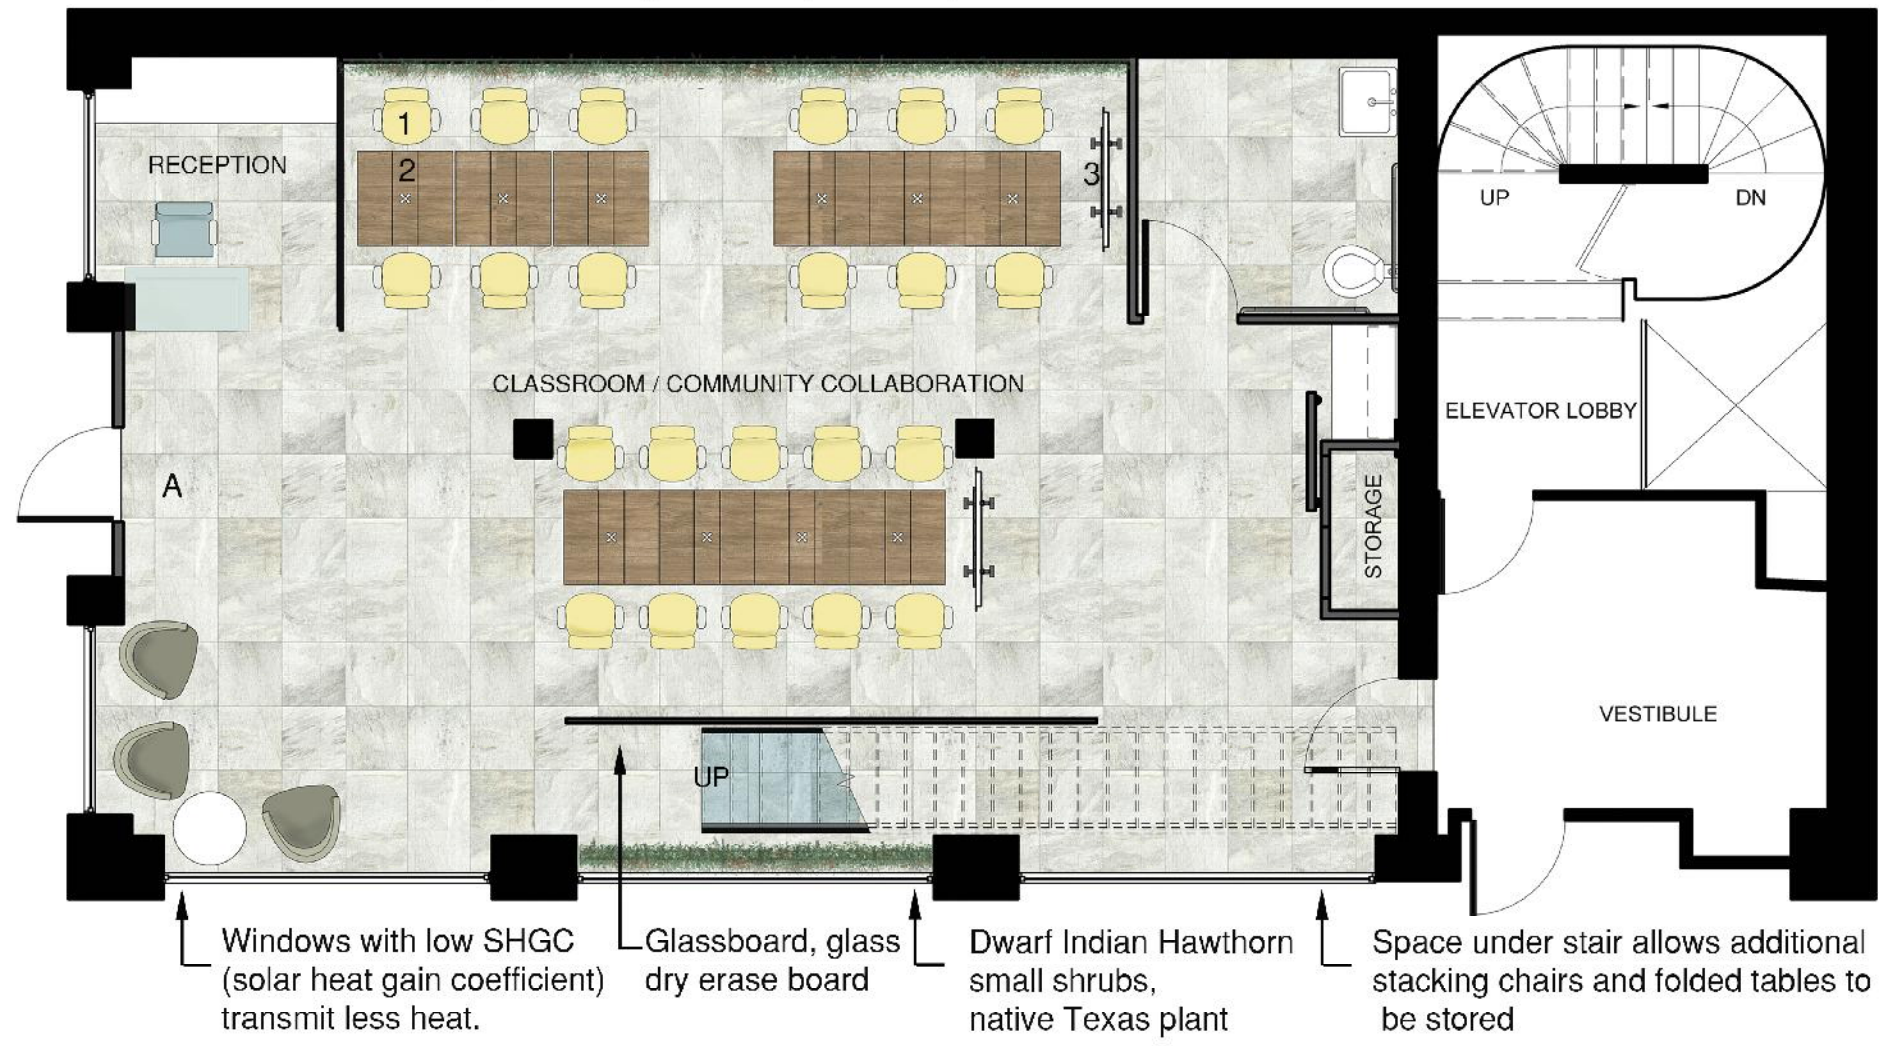 1
RECEPTION
2
3
UP
DN
CLASSROOM / COMMUNITY COLLABORATION
ELEVATOR LOBBY
A
STORAGE
VESTIBULE
UP
Windows with low SHGC
(solar heat gain coefficient)
transmit less heat.
Glassboard, glass
dry erase board
Dwarf Indian Hawthorn
small shrubs,
native Texas plant
Space under stair allows additional
stacking chairs and folded tables to
be stored